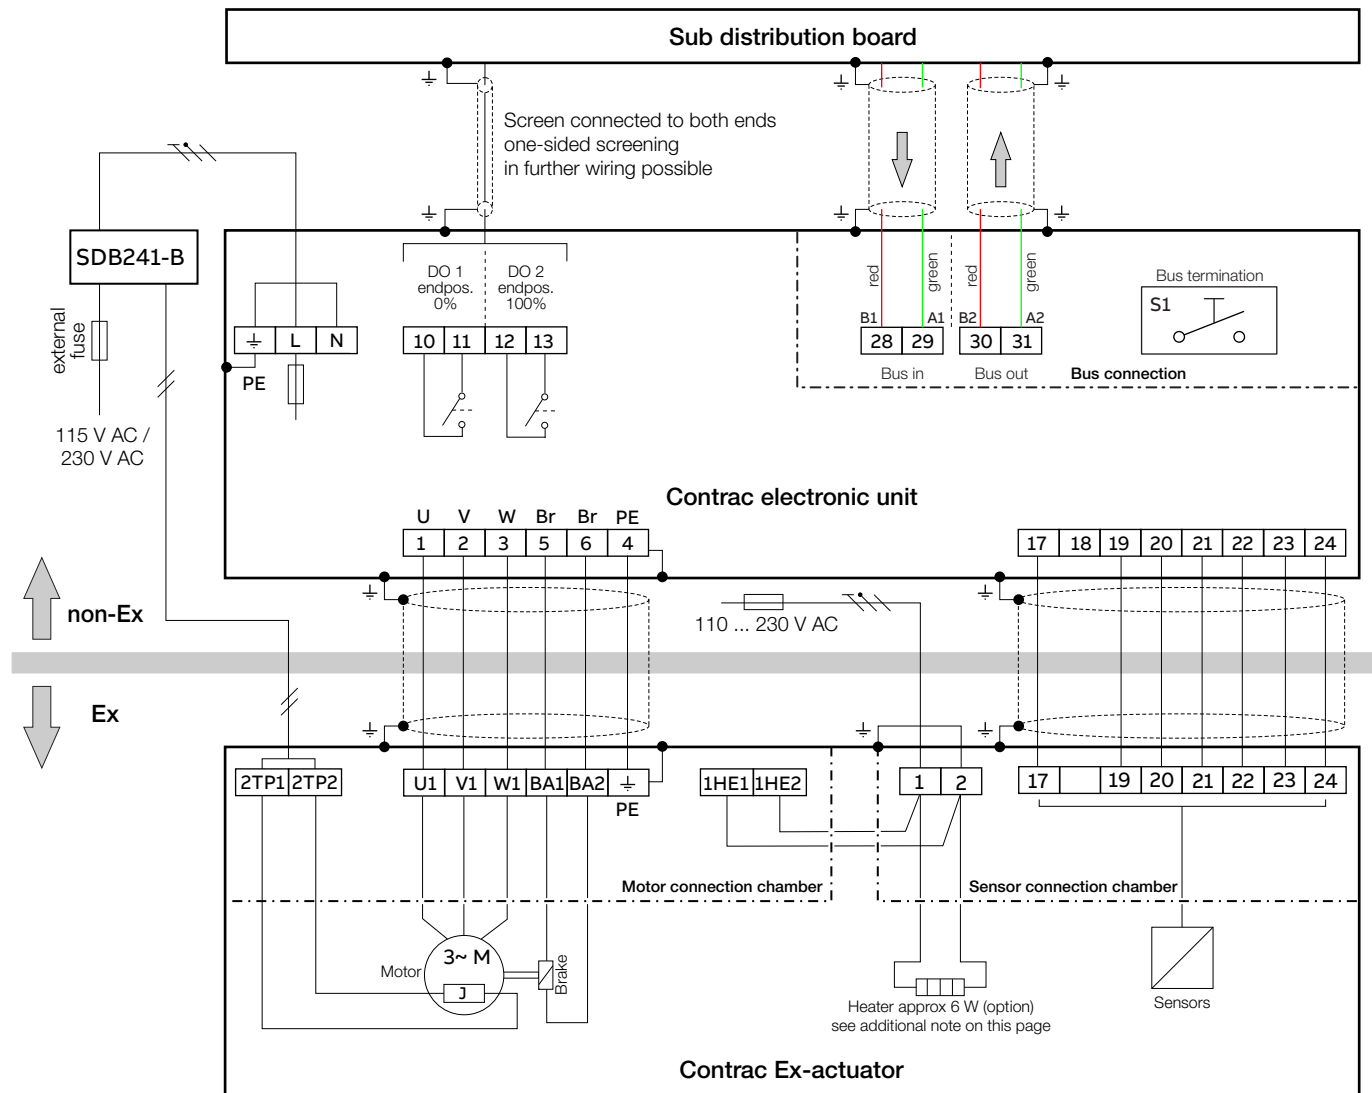 Sub distribution board
Screen connected to both ends
one-sided screening
in further wiring possible
SDB241-B
external
fuse
115 V AC /
230 V AC
L N
PE
DO 1
endpos.
0%
DO 2
endpos.
100%
10 11 12 13
red green red green
B1 A1 B2 A2
28 29 30 31
Bus in Bus out Bus connection
Bus termination
S1
Contrac electronic unit
U V W Br Br PE
1 2 3 5 6 4
17 18 19 20 21 22 23 24
non-Ex
110 ... 230 V AC
Ex
2TP1 2TP2
U1 V1 W1 BA1 BA2
PE
1HE1 1HE2
1 2
17 19 20 21 22 23 24
Motor connection chamber
Sensor connection chamber
Motor
3~ M
J
Brake
Heater approx 6 W (option)
see additional note on this page
Sensors
Contrac Ex-actuator